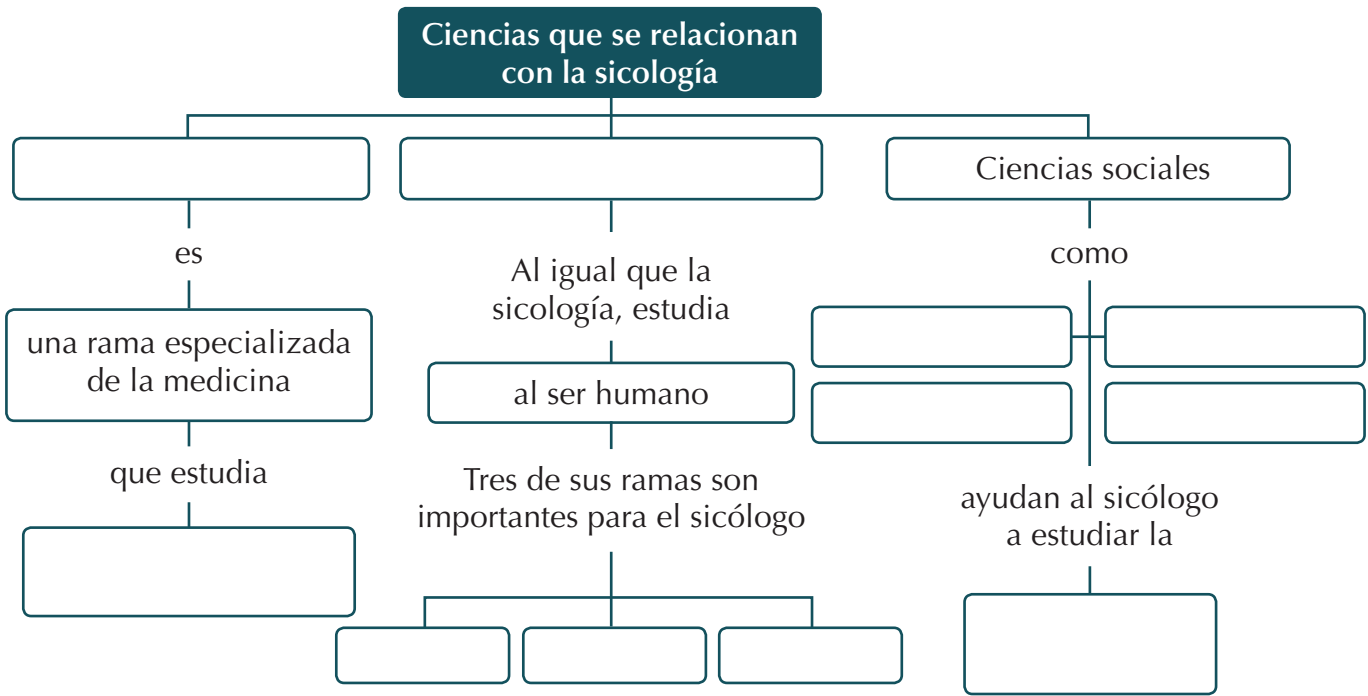 Ciencias que se relacionan
con la sicología
Ciencias sociales
es
Al igual que la
sicología, estudia
como
una rama especializada
de la medicina
al ser humano
que estudia
Tres de sus ramas son
importantes para el sicólogo
ayudan al sicólogo
a estudiar la